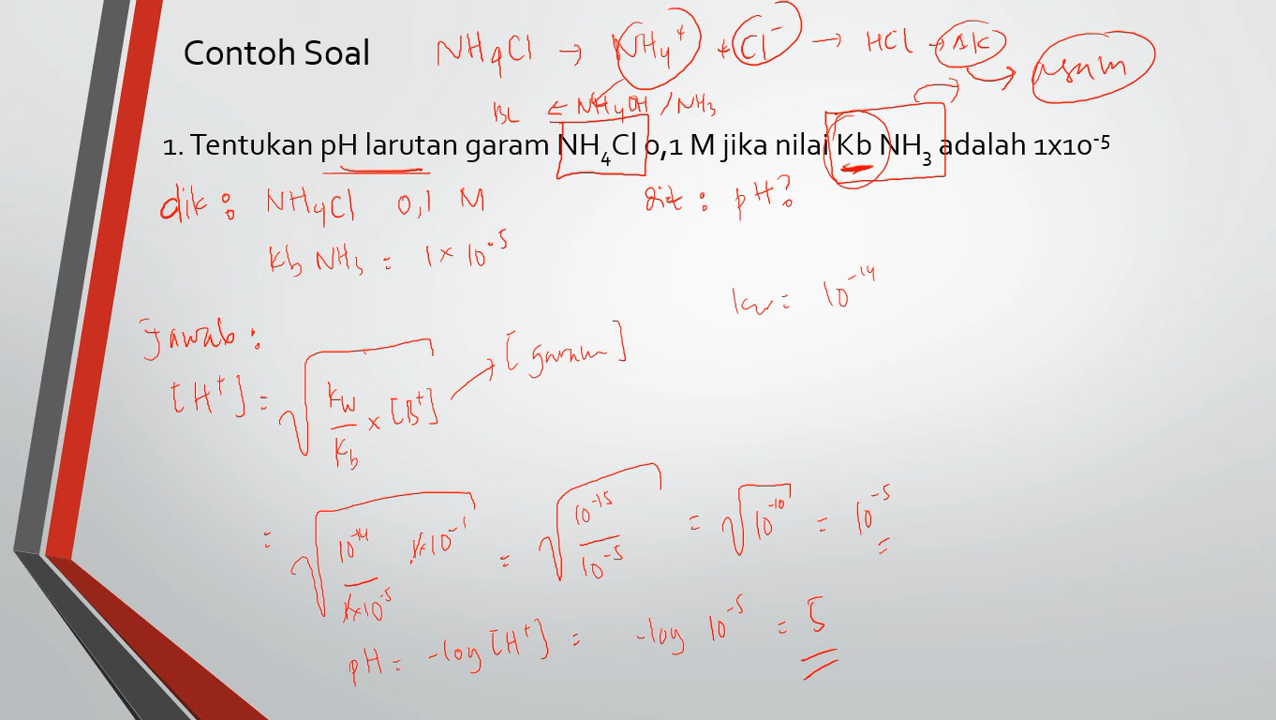 Contoh Soal
NH4Cl → NH4⁺ + Cl⁻ → HCl → AK → asam
BL ← NH4OH / NH3
1. Tentukan pH larutan garam NH₄Cl 0,1 M jika nilai Kb NH₃ adalah 1x10⁻⁵
dik : NH4Cl 0,1 M
dit : pH?
Kb NH3 = 1 × 10⁻⁵
Kw = 10⁻¹⁴
Jawab :
[H⁺] = √(Kw/Kb × [B⁺]) → [garam]
= √(10⁻¹⁴/1×10⁻⁵ · 1×10⁻¹) = √(10⁻¹⁵/10⁻⁵) = √10⁻¹⁰ = 10⁻⁵
pH = -log [H⁺] = -log 10⁻⁵ = 5